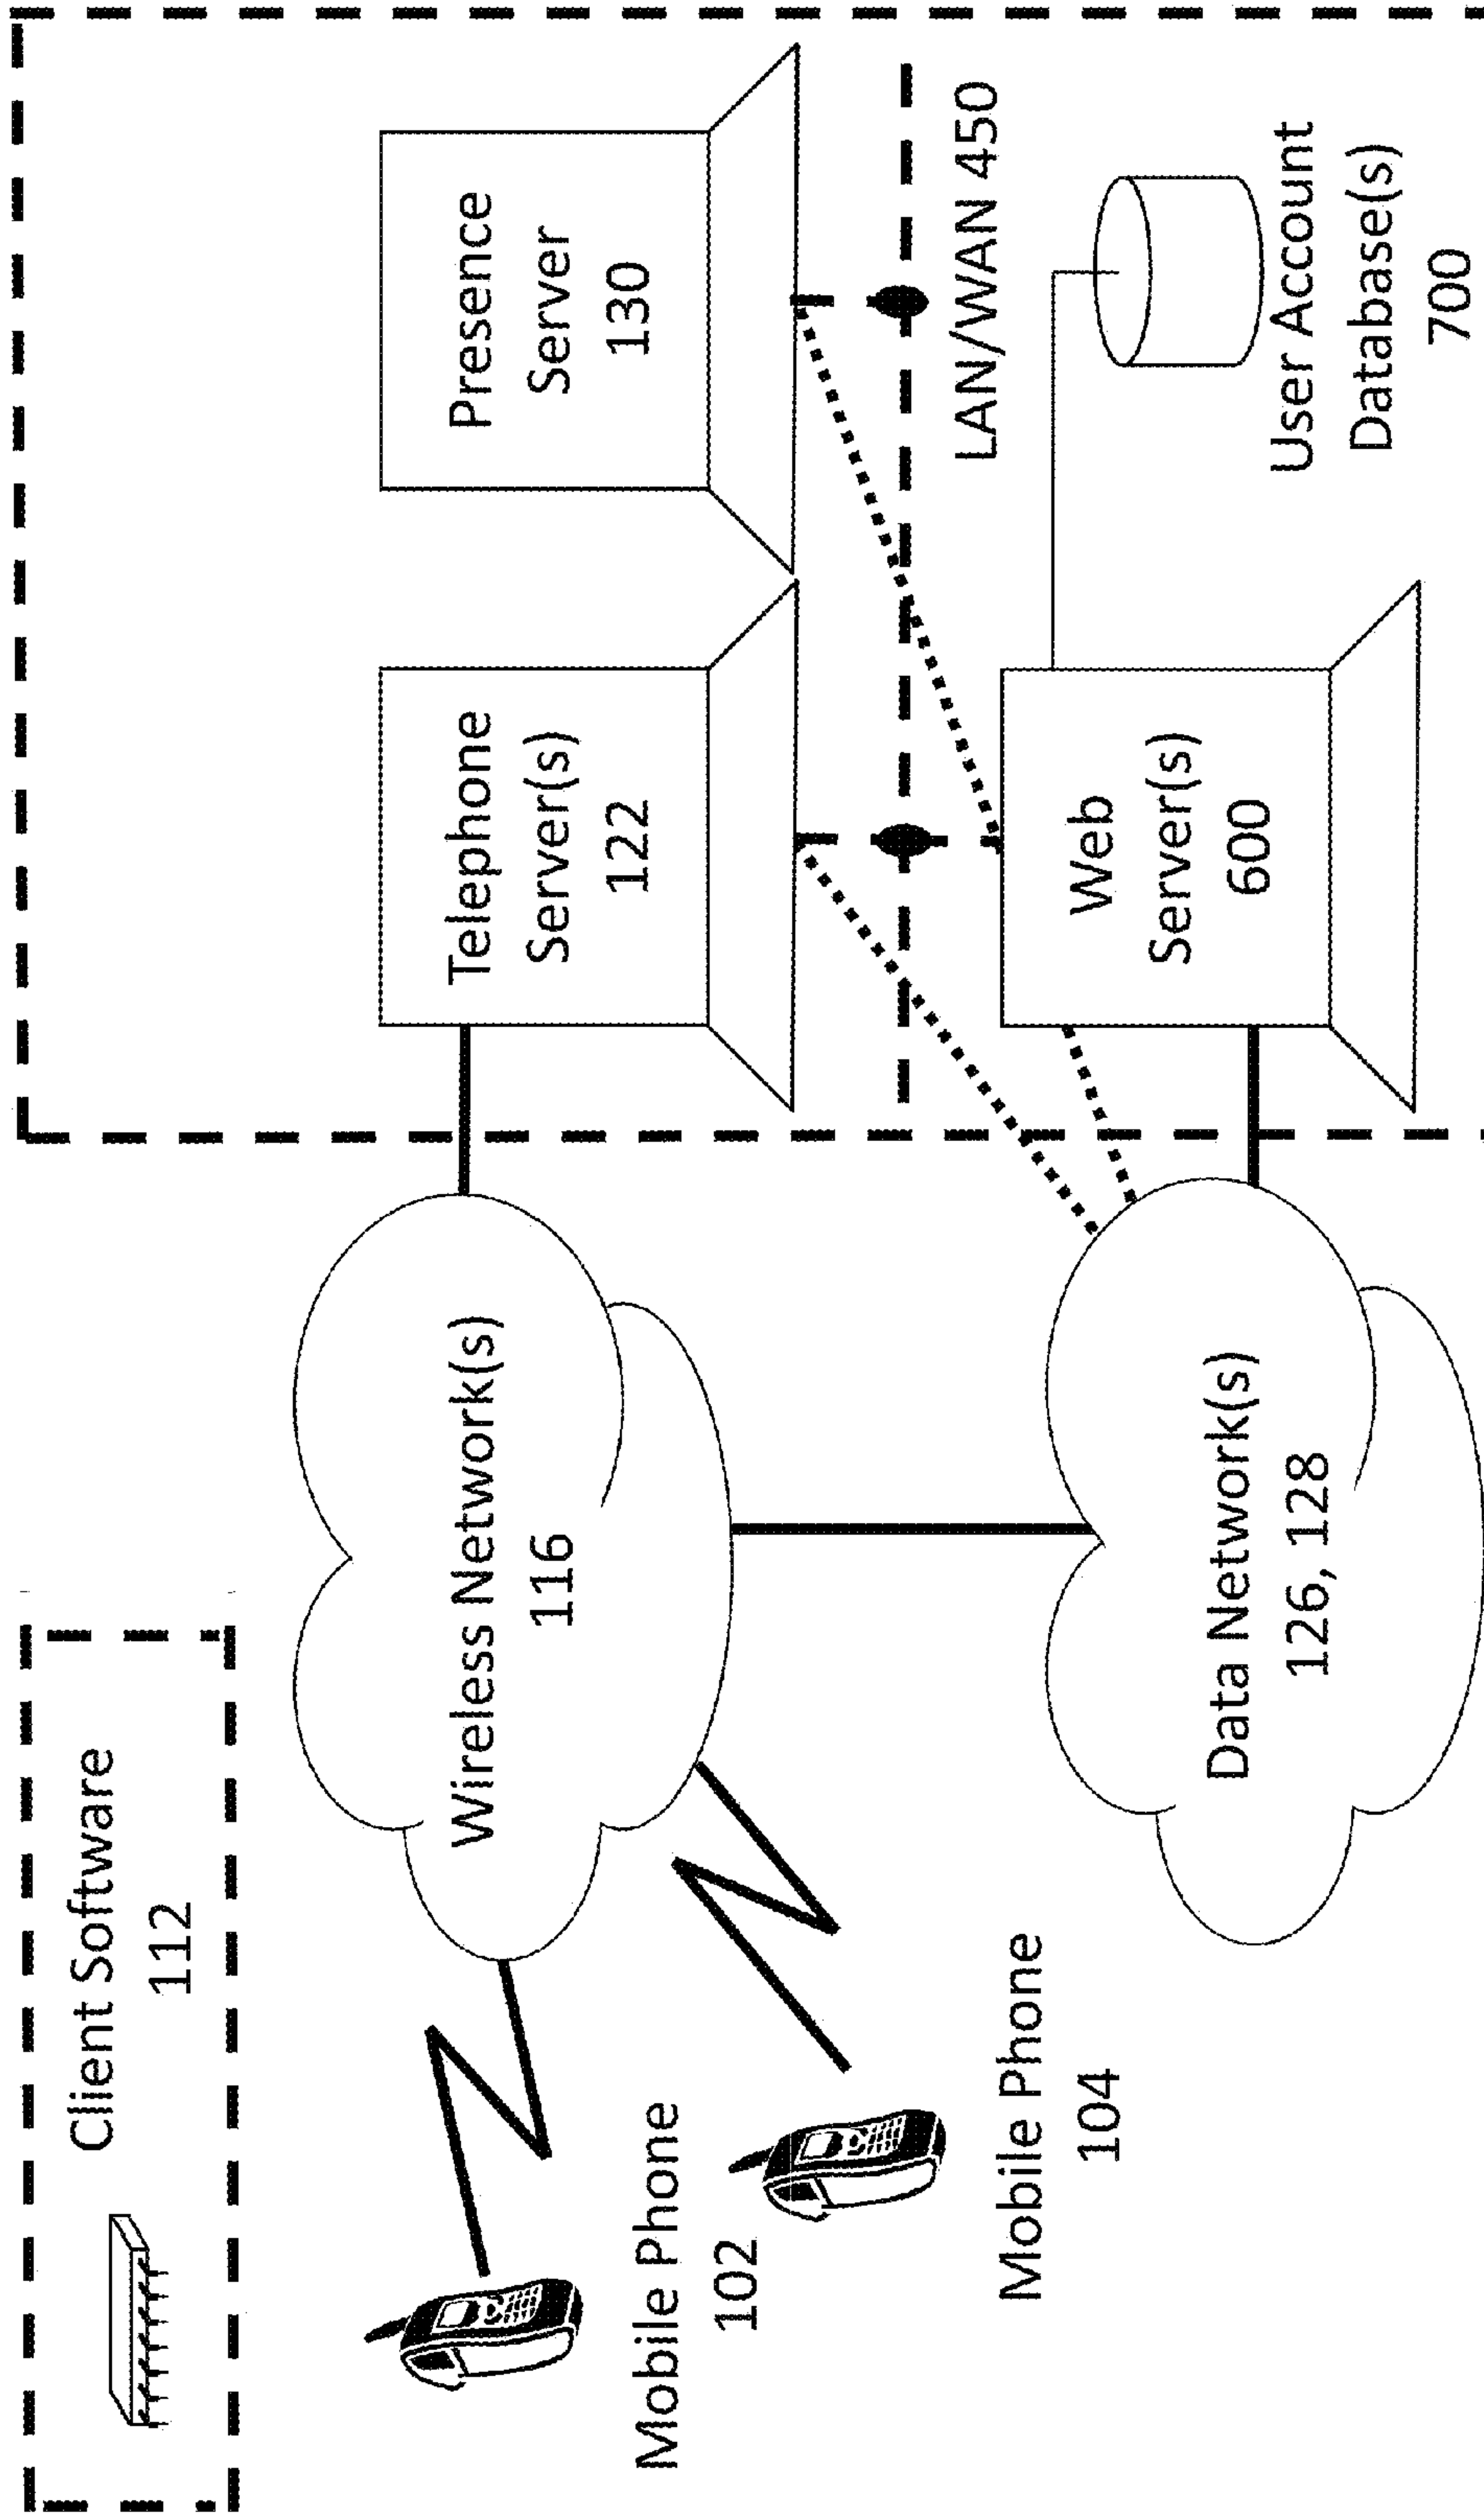 Client Software
112
Wireless Network(s)
116
Telephone
Server(s)
122
Presence
Server
130
Mobile Phone
102
Mobile Phone
104
LAN/WAN 450
Data Network(s)
126, 128
Web
Server(s)
600
User Account
Database(s)
700